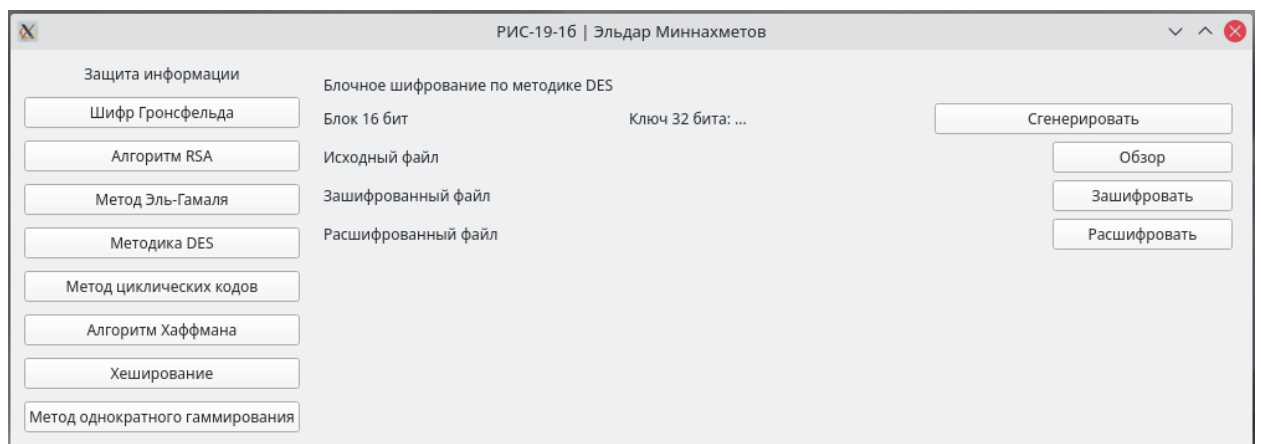 РИС-19-1б | Эльдар Миннахметов
Защита информации
Шифр Гронсфельда
Алгоритм RSA
Метод Эль-Гамаля
Методика DES
Метод циклических кодов
Алгоритм Хаффмана
Хеширование
Метод однократного гаммирования
Блочное шифрование по методике DES
Блок 16 бит Ключ 32 бита: ... Сгенерировать
Исходный файл Обзор
Зашифрованный файл Зашифровать
Расшифрованный файл Расшифровать